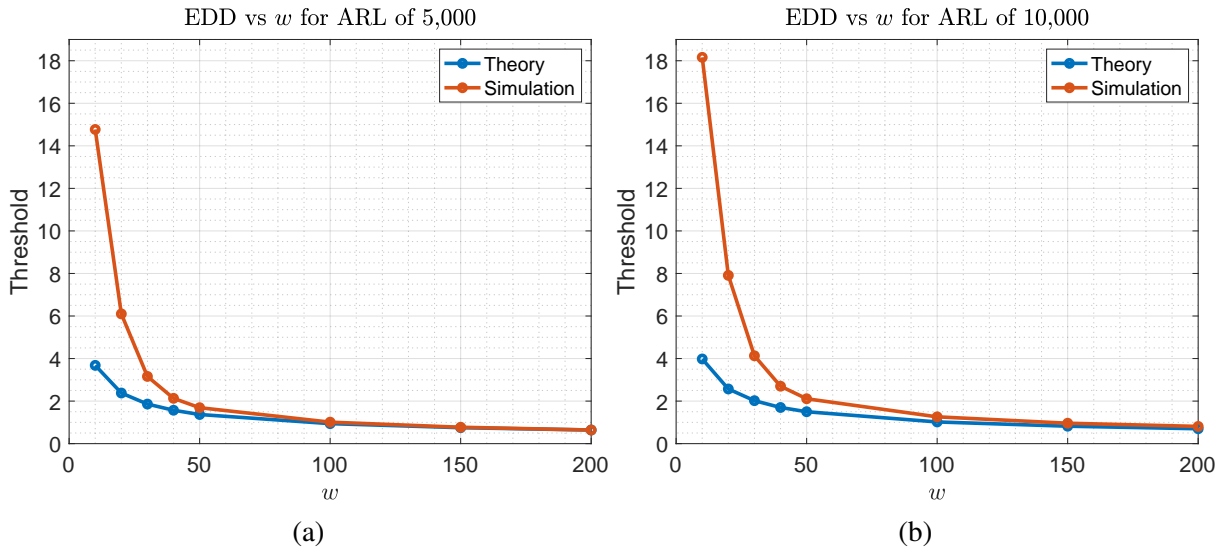 EDD vs w for ARL of 5,000
Theory
Simulation
Threshold
18
16
14
12
10
8
6
4
2
0
0 50 100 150 200
w
(a)
EDD vs w for ARL of 10,000
Theory
Simulation
Threshold
18
16
14
12
10
8
6
4
2
0
0 50 100 150 200
w
(b)